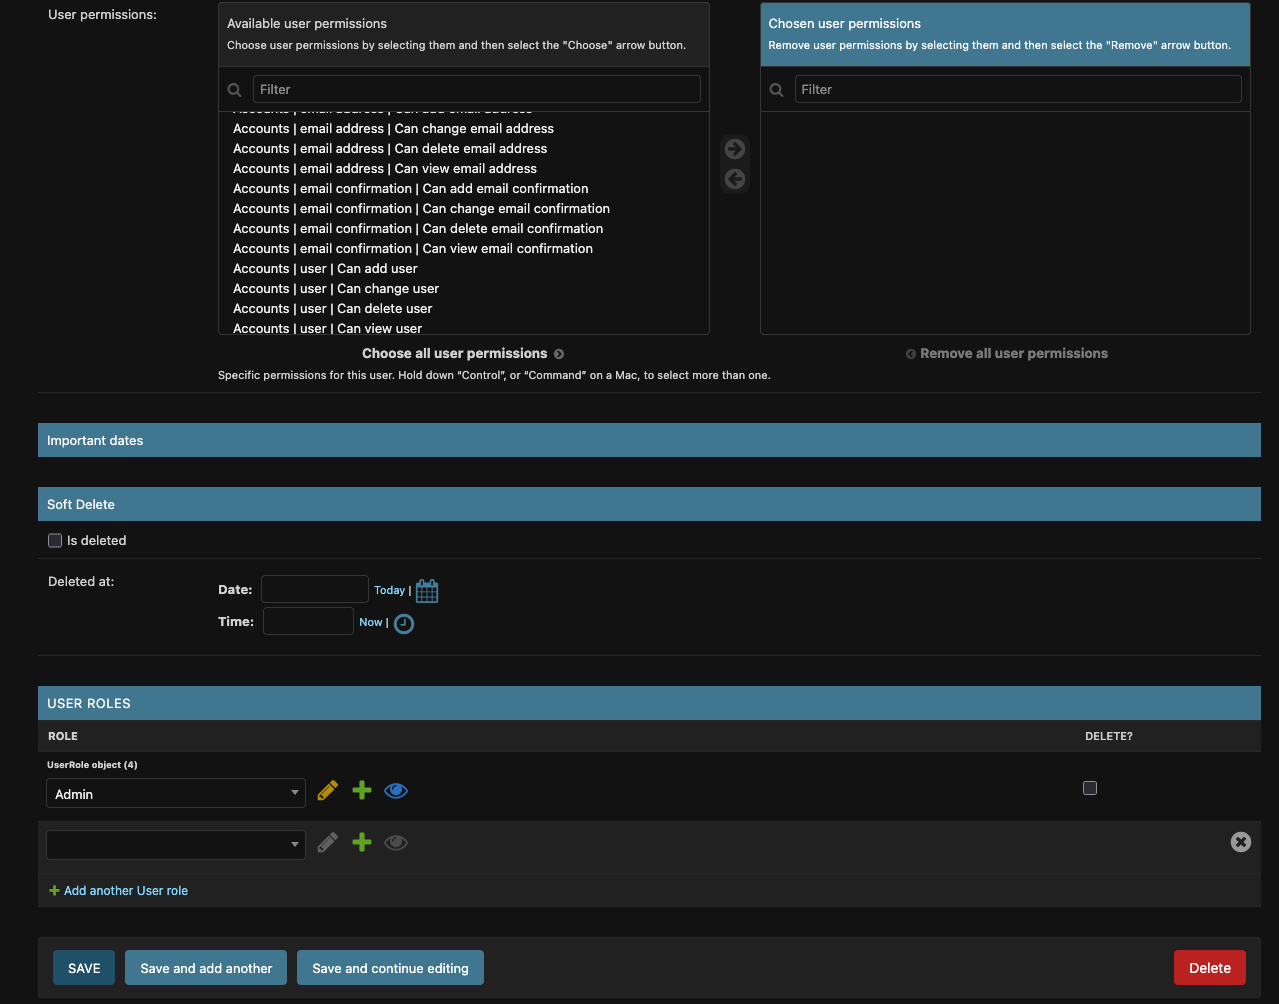 User permissions:
Available user permissions
Choose user permissions by selecting them and then select the "Choose" arrow button.
Filter
Accounts | email address | Can add email address
Accounts | email address | Can change email address
Accounts | email address | Can delete email address
Accounts | email address | Can view email address
Accounts | email confirmation | Can add email confirmation
Accounts | email confirmation | Can change email confirmation
Accounts | email confirmation | Can delete email confirmation
Accounts | email confirmation | Can view email confirmation
Accounts | user | Can add user
Accounts | user | Can change user
Accounts | user | Can delete user
Accounts | user | Can view user
Choose all user permissions
Chosen user permissions
Remove user permissions by selecting them and then select the "Remove" arrow button.
Filter
Remove all user permissions
Specific permissions for this user. Hold down “Control”, or “Command” on a Mac, to select more than one.
Important dates
Soft Delete
Is deleted
Deleted at:
Date: Today |
Time: Now |
USER ROLES
ROLE DELETE?
UserRole object (4)
Admin
Add another User role
SAVE Save and add another Save and continue editing Delete